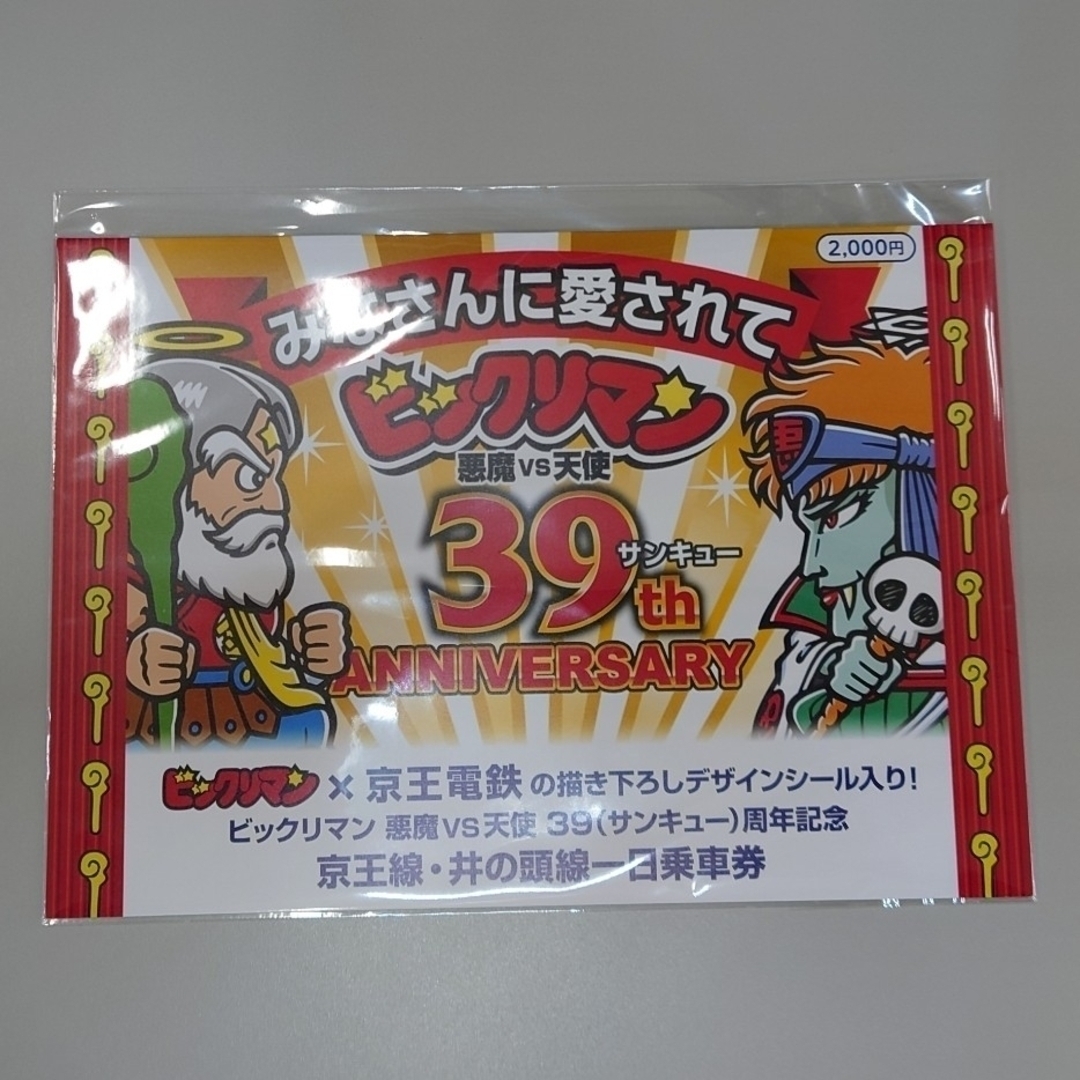 2,000円
みなさんに愛されて
ビックリマン
悪魔VS天使
39サンキュー
th
ANNIVERSARY
悪
ビックリマン × 京王電鉄の描き下ろしデザインシール入り!
ビックリマン 悪魔VS天使 39(サンキュー)周年記念
京王線・井の頭線一日乗車券